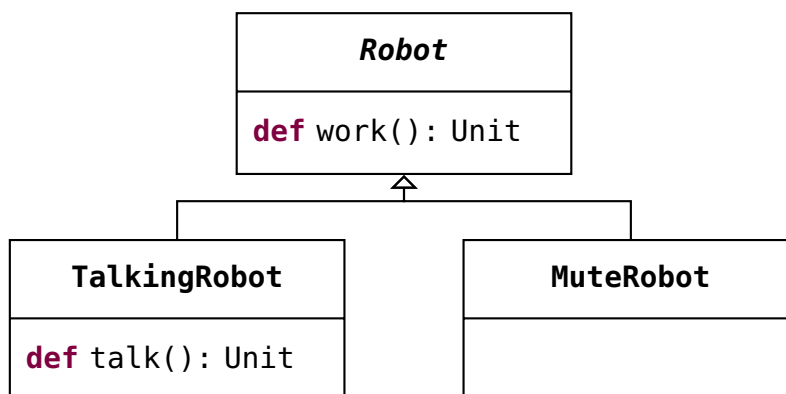 Robot
def work(): Unit
TalkingRobot
def talk(): Unit
MuteRobot